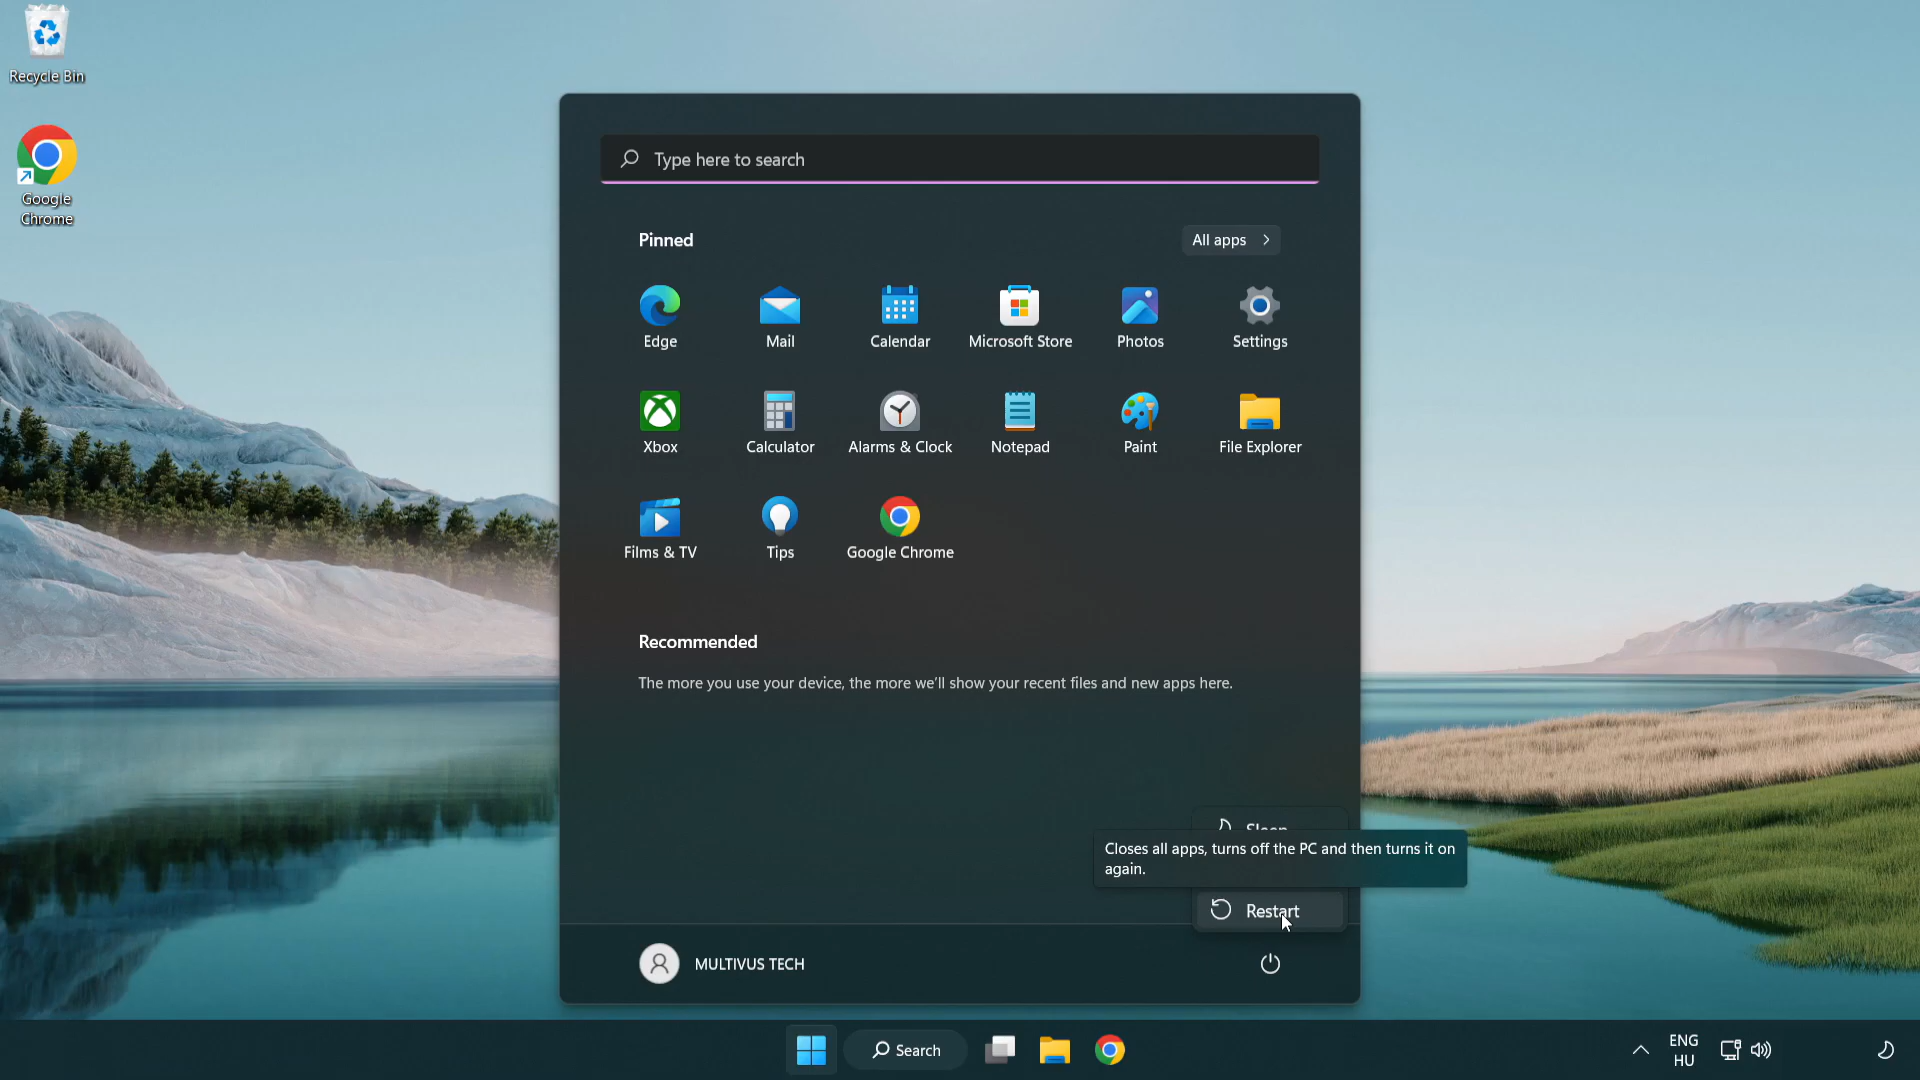 Recycle Bin
Google
Chrome
Type here to search
Pinned
All apps
Edge
Mail
Calendar
Microsoft Store
Photos
Settings
Xbox
Calculator
Alarms & Clock
Notepad
Paint
File Explorer
Films & TV
Tips
Google Chrome
Recommended
The more you use your device, the more we'll show your recent files and new apps here.
Sleep
Closes all apps, turns off the PC and then turns it on
again.
Restart
MULTIVUS TECH
Search
ENG
HU